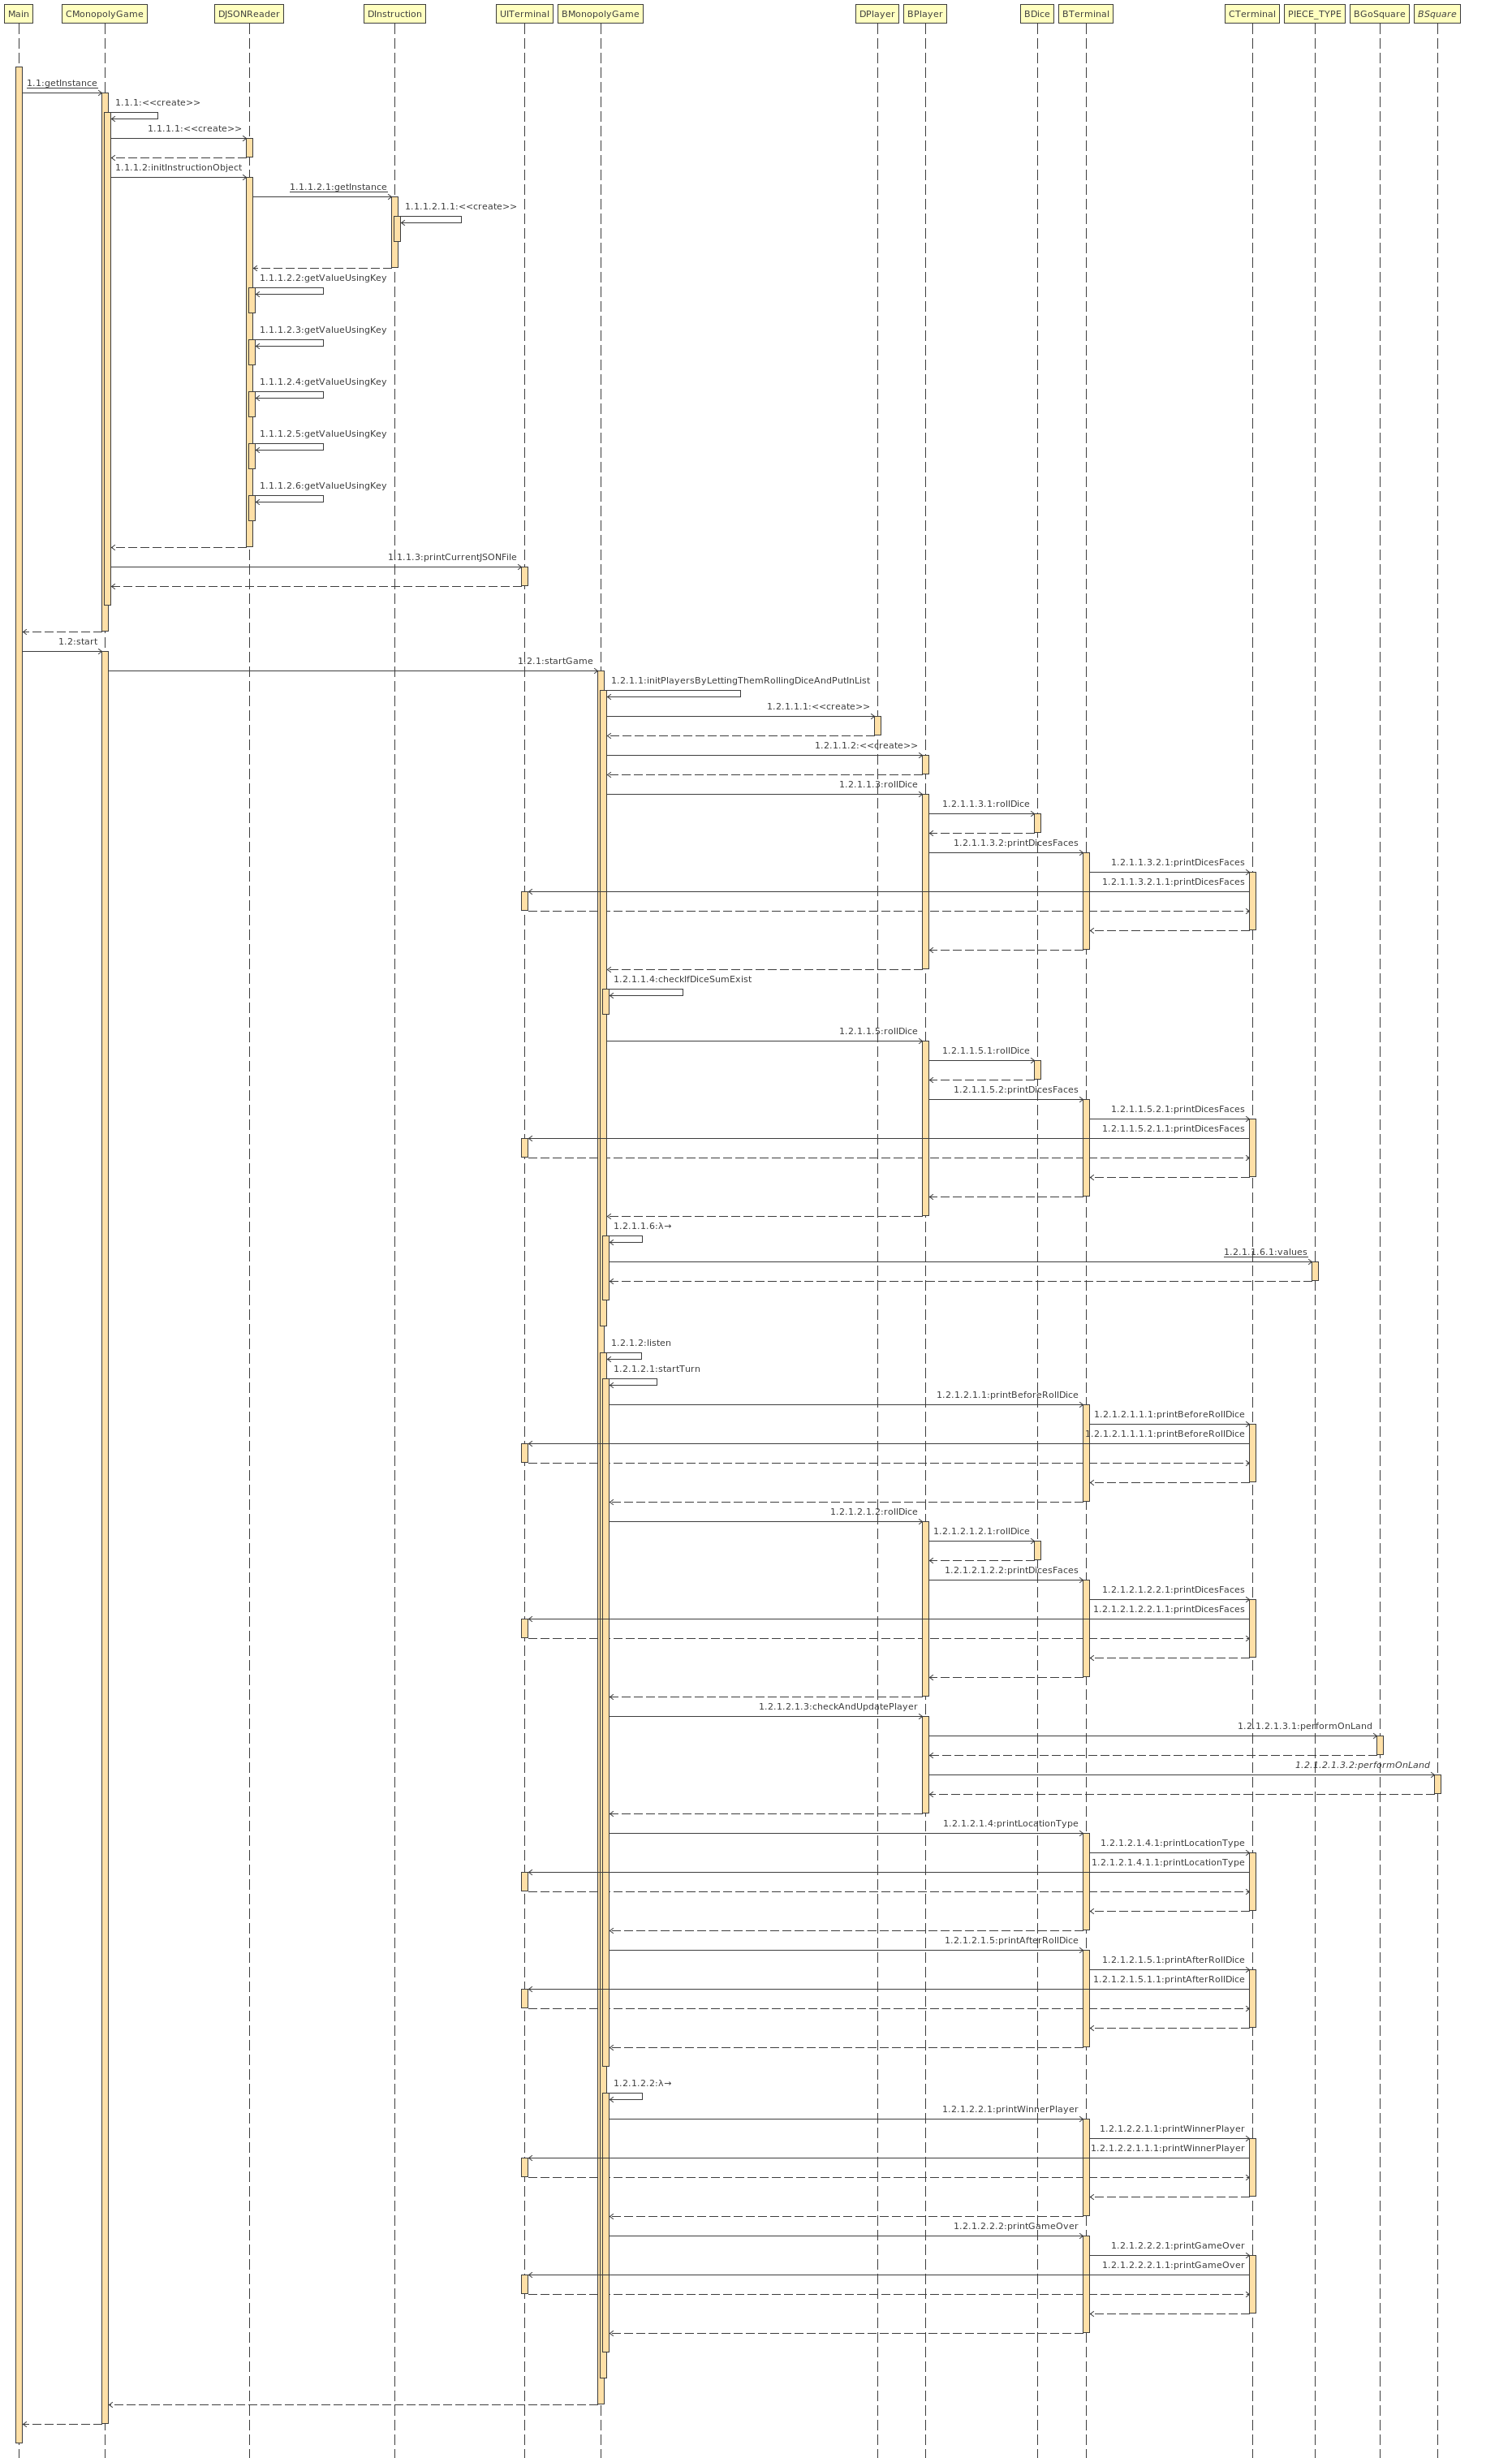 Main
CMonopolyGame
DJSONReader
DInstruction
UITerminal
BMonopolyGame
DPlayer
BPlayer
BDice
BTerminal
CTerminal
PIECE_TYPE
BGoSquare
BSquare
1.1:getInstance
1.1.1:<<create>>
1.1.1.1:<<create>>
1.1.1.2:initInstructionObject
1.1.1.2.1:getInstance
1.1.1.2.1.1:<<create>>
1.1.1.2.2:getValueUsingKey
1.1.1.2.3:getValueUsingKey
1.1.1.2.4:getValueUsingKey
1.1.1.2.5:getValueUsingKey
1.1.1.2.6:getValueUsingKey
1.1.1.3:printCurrentJSONFile
1.2:start
1.2.1:startGame
1.2.1.1:initPlayersByLettingThemRollingDiceAndPutInList
1.2.1.1.1:<<create>>
1.2.1.1.2:<<create>>
1.2.1.1.3:rollDice
1.2.1.1.3.1:rollDice
1.2.1.1.3.2:printDicesFaces
1.2.1.1.3.2.1:printDicesFaces
1.2.1.1.3.2.1.1:printDicesFaces
1.2.1.1.4:checkIfDiceSumExist
1.2.1.1.5:rollDice
1.2.1.1.5.1:rollDice
1.2.1.1.5.2:printDicesFaces
1.2.1.1.5.2.1:printDicesFaces
1.2.1.1.5.2.1.1:printDicesFaces
1.2.1.1.6:λ→
1.2.1.1.6.1:values
1.2.1.2:listen
1.2.1.2.1:startTurn
1.2.1.2.1.1:printBeforeRollDice
1.2.1.2.1.1.1:printBeforeRollDice
1.2.1.2.1.1.1.1:printBeforeRollDice
1.2.1.2.1.2:rollDice
1.2.1.2.1.2.1:rollDice
1.2.1.2.1.2.2:printDicesFaces
1.2.1.2.1.2.2.1:printDicesFaces
1.2.1.2.1.2.2.1.1:printDicesFaces
1.2.1.2.1.3:checkAndUpdatePlayer
1.2.1.2.1.3.1:performOnLand
1.2.1.2.1.3.2:performOnLand
1.2.1.2.1.4:printLocationType
1.2.1.2.1.4.1:printLocationType
1.2.1.2.1.4.1.1:printLocationType
1.2.1.2.1.5:printAfterRollDice
1.2.1.2.1.5.1:printAfterRollDice
1.2.1.2.1.5.1.1:printAfterRollDice
1.2.1.2.2:λ→
1.2.1.2.2.1:printWinnerPlayer
1.2.1.2.2.1.1:printWinnerPlayer
1.2.1.2.2.1.1.1:printWinnerPlayer
1.2.1.2.2.2:printGameOver
1.2.1.2.2.2.1:printGameOver
1.2.1.2.2.2.1.1:printGameOver